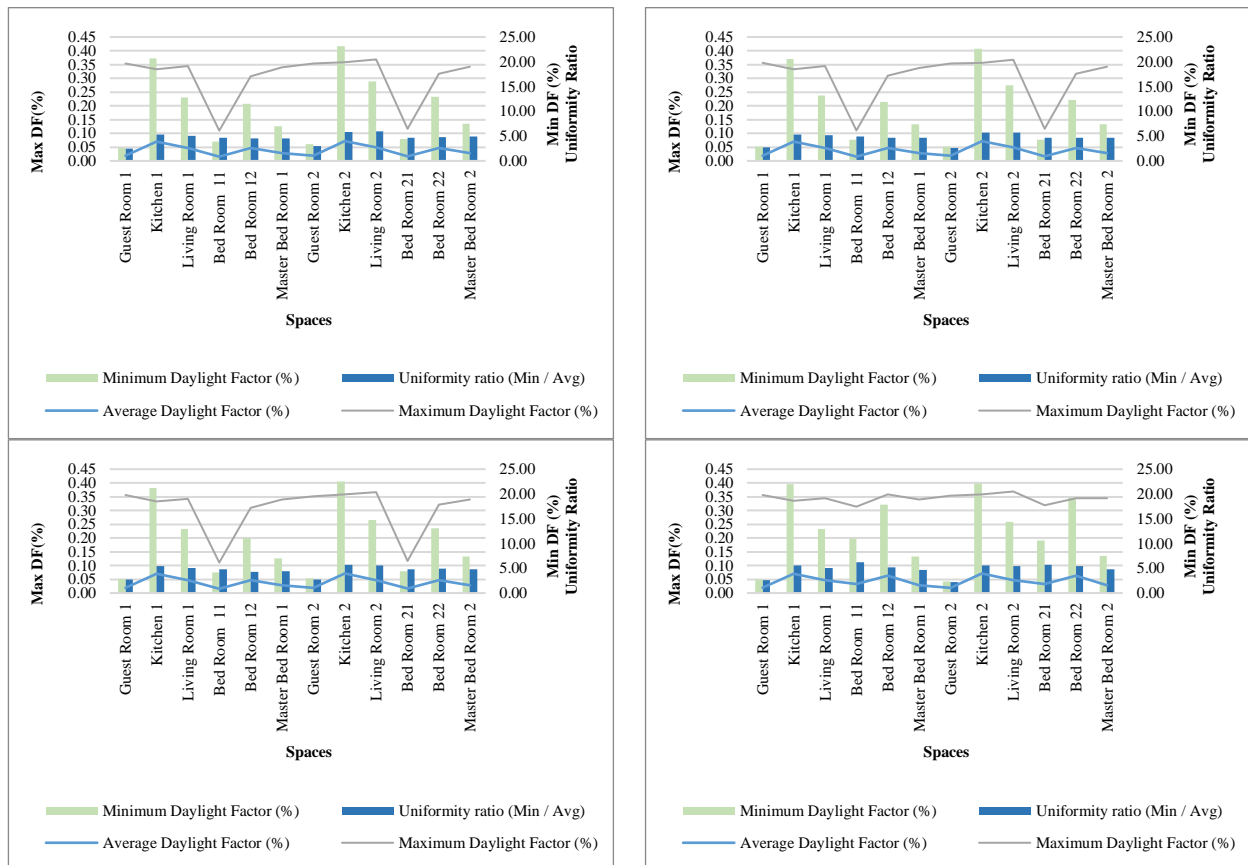 0.45
0.40
0.35
0.30
0.25
0.20
0.15
0.10
0.05
0.00
Max DF(%)
25.00
20.00
15.00
10.00
5.00
0.00
Min DF (%)
Uniformity Ratio
Guest Room 1
Kitchen 1
Living Room 1
Bed Room 11
Bed Room 12
Master Bed Room 1
Guest Room 2
Kitchen 2
Living Room 2
Bed Room 21
Bed Room 22
Master Bed Room 2
Spaces
Minimum Daylight Factor (%)
Uniformity ratio (Min / Avg)
Average Daylight Factor (%)
Maximum Daylight Factor (%)
0.45
0.40
0.35
0.30
0.25
0.20
0.15
0.10
0.05
0.00
Max DF(%)
25.00
20.00
15.00
10.00
5.00
0.00
Min DF (%)
Uniformity Ratio
Guest Room 1
Kitchen 1
Living Room 1
Bed Room 11
Bed Room 12
Master Bed Room 1
Guest Room 2
Kitchen 2
Living Room 2
Bed Room 21
Bed Room 22
Master Bed Room 2
Spaces
Minimum Daylight Factor (%)
Uniformity ratio (Min / Avg)
Average Daylight Factor (%)
Maximum Daylight Factor (%)
0.45
0.40
0.35
0.30
0.25
0.20
0.15
0.10
0.05
0.00
Max DF(%)
25.00
20.00
15.00
10.00
5.00
0.00
Min DF (%)
Uniformity Ratio
Guest Room 1
Kitchen 1
Living Room 1
Bed Room 11
Bed Room 12
Master Bed Room 1
Guest Room 2
Kitchen 2
Living Room 2
Bed Room 21
Bed Room 22
Master Bed Room 2
Spaces
Minimum Daylight Factor (%)
Uniformity ratio (Min / Avg)
Average Daylight Factor (%)
Maximum Daylight Factor (%)
0.45
0.40
0.35
0.30
0.25
0.20
0.15
0.10
0.05
0.00
Max DF(%)
25.00
20.00
15.00
10.00
5.00
0.00
Min DF (%)
Uniformity Ratio
Guest Room 1
Kitchen 1
Living Room 1
Bed Room 11
Bed Room 12
Master Bed Room 1
Guest Room 2
Kitchen 2
Living Room 2
Bed Room 21
Bed Room 22
Master Bed Room 2
Spaces
Minimum Daylight Factor (%)
Uniformity ratio (Min / Avg)
Average Daylight Factor (%)
Maximum Daylight Factor (%)